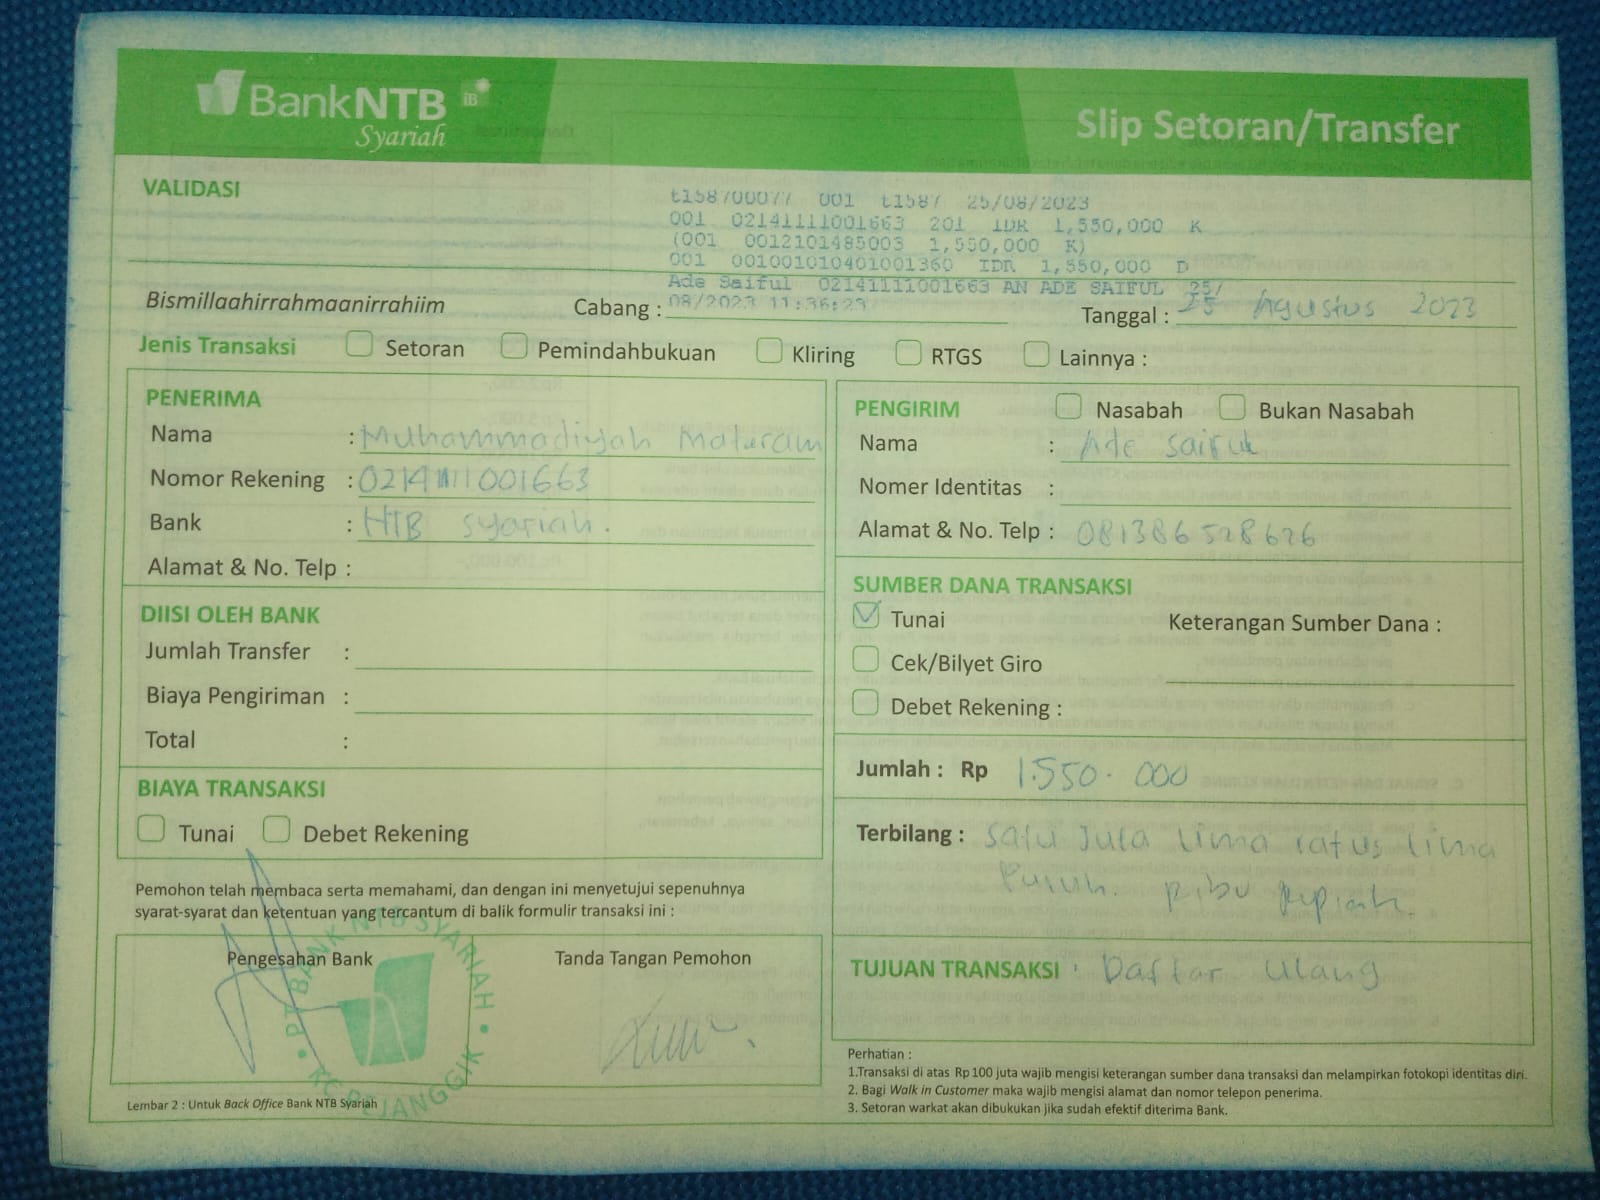 BankNTB iB
Syariah
Slip Setoran/Transfer
VALIDASI
t158700077 001 t1587 25/08/2023
001 02141111001663 201 IDR 1,550,000 K
(001 0012101485003 1,550,000 K)
001 001001010401001360 IDR 1,550,000 D
Ade Saiful 02141111001663 AN ADE SAIFUL 25/
08/2023 11:36:23
Bismillaahirrahmaanirrahiim
Cabang :
Tanggal : 25 Agustus 2023
Jenis Transaksi Setoran Pemindahbukuan Kliring RTGS Lainnya :
PENERIMA
Nama : Muhammadiyah Mataram
Nomor Rekening : 02141111001663
Bank : NTB Syariah.
Alamat & No. Telp :
DIISI OLEH BANK
Jumlah Transfer :
Biaya Pengiriman :
Total :
BIAYA TRANSAKSI
Tunai Debet Rekening
Pemohon telah membaca serta memahami, dan dengan ini menyetujui sepenuhnya
syarat-syarat dan ketentuan yang tercantum di balik formulir transaksi ini :
Pengesahan Bank
Tanda Tangan Pemohon
PT BANK NTB SYARIAH
KC PEJANGGIK
Lembar 2 : Untuk Back Office Bank NTB Syariah
PENGIRIM Nasabah Bukan Nasabah
Nama : Ade Saiful
Nomer Identitas :
Alamat & No. Telp : 081386528626
SUMBER DANA TRANSAKSI
Tunai
Keterangan Sumber Dana :
Cek/Bilyet Giro
Debet Rekening :
Jumlah : Rp 1.550.000
Terbilang : Satu Juta Lima ratus Lima
Puluh. Ribu Rupiah.
TUJUAN TRANSAKSI : Daftar Ulang
Perhatian :
1.Transaksi di atas Rp 100 juta wajib mengisi keterangan sumber dana transaksi dan melampirkan fotokopi identitas diri.
2. Bagi Walk in Customer maka wajib mengisi alamat dan nomor telepon penerima.
3. Setoran warkat akan dibukukan jika sudah efektif diterima Bank.